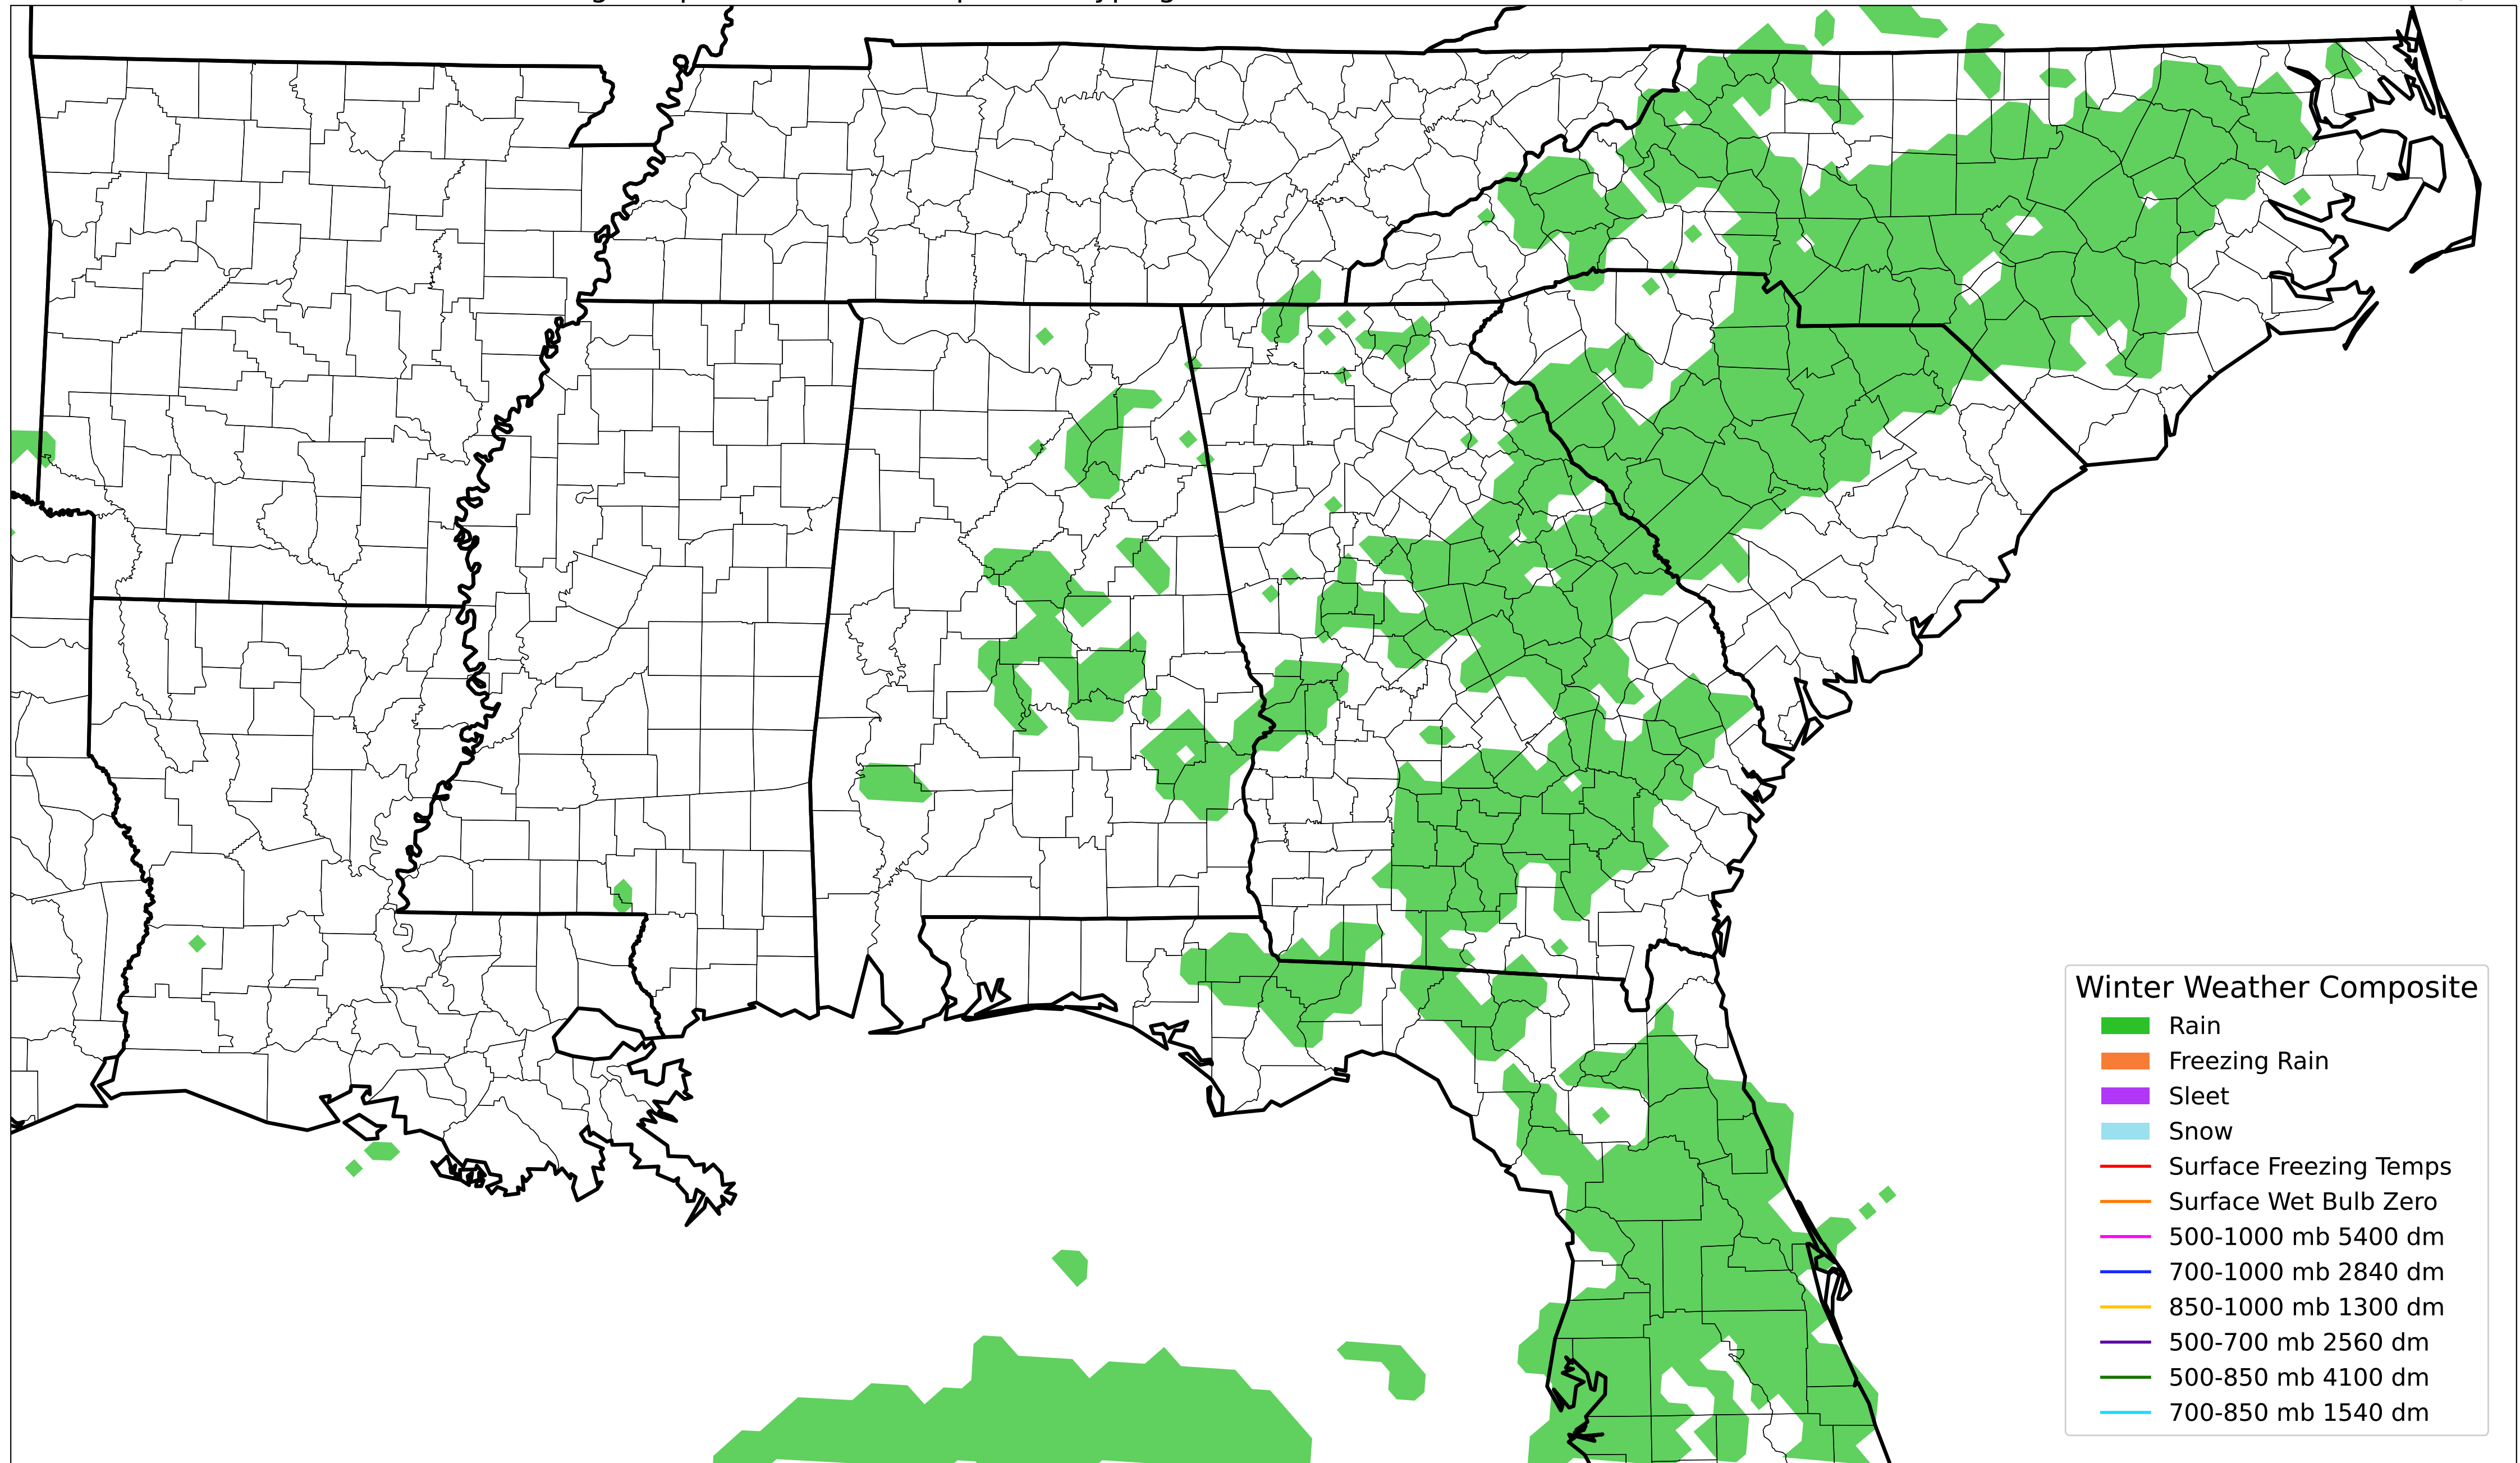 Winter Weather Composite
Rain
Freezing Rain
Sleet
Snow
Surface Freezing Temps
Surface Wet Bulb Zero
500-1000 mb 5400 dm
700-1000 mb 2840 dm
850-1000 mb 1300 dm
500-700 mb 2560 dm
500-850 mb 4100 dm
700-850 mb 1540 dm